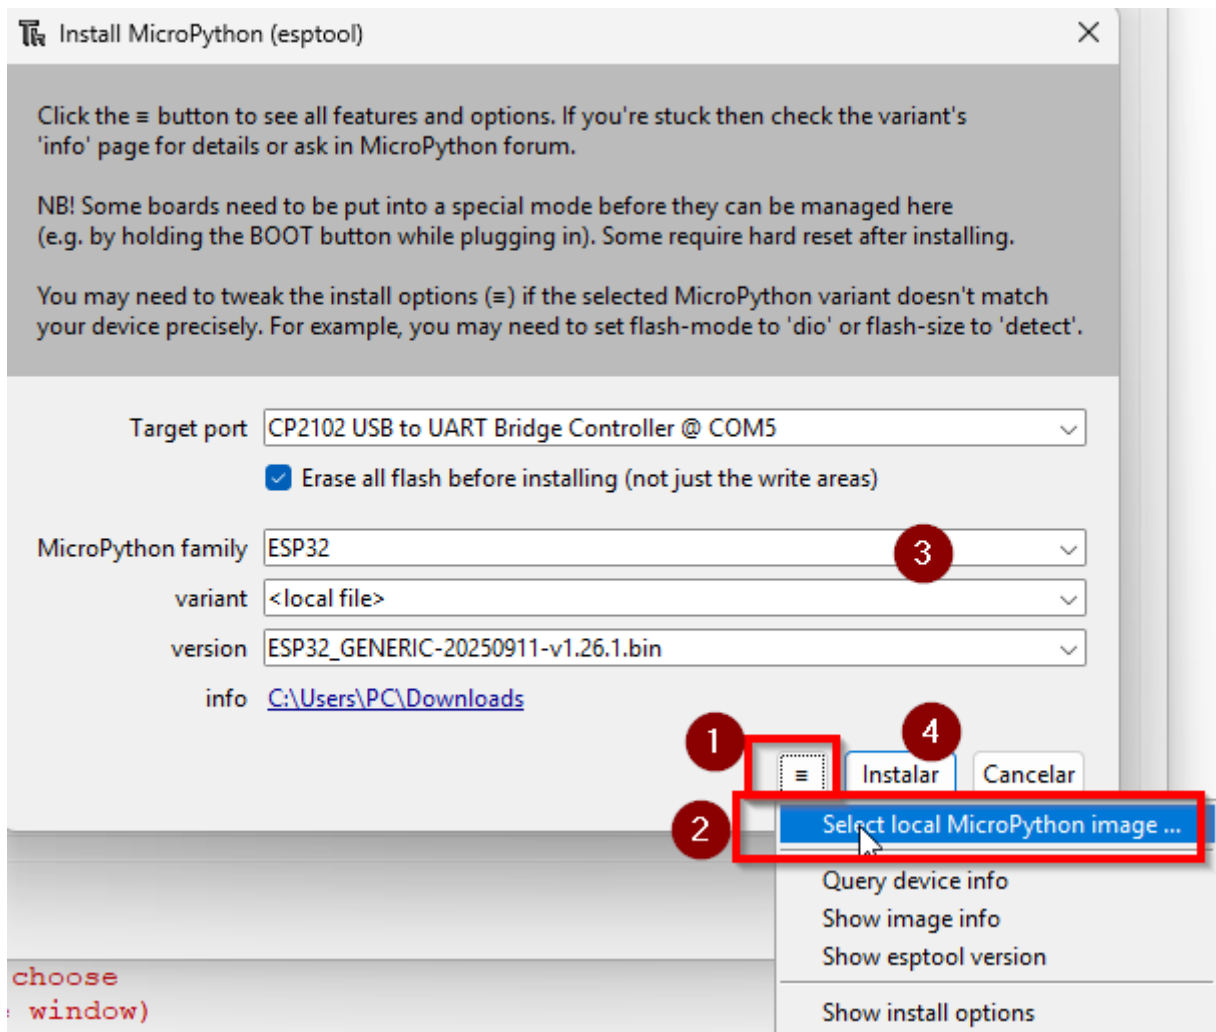 Install MicroPython (esptool)
Click the ≡ button to see all features and options. If you're stuck then check the variant's
'info' page for details or ask in MicroPython forum.
NB! Some boards need to be put into a special mode before they can be managed here
(e.g. by holding the BOOT button while plugging in). Some require hard reset after installing.
You may need to tweak the install options (≡) if the selected MicroPython variant doesn't match
your device precisely. For example, you may need to set flash-mode to 'dio' or flash-size to 'detect'.
Target port CP2102 USB to UART Bridge Controller @ COM5
Erase all flash before installing (not just the write areas)
MicroPython family ESP32 3
variant <local file>
version ESP32_GENERIC-20250911-v1.26.1.bin
info C:\Users\PC\Downloads
1 4
≡ Instalar Cancelar
2 Select local MicroPython image ...
Query device info
Show image info
Show esptool version
choose
window)
Show install options